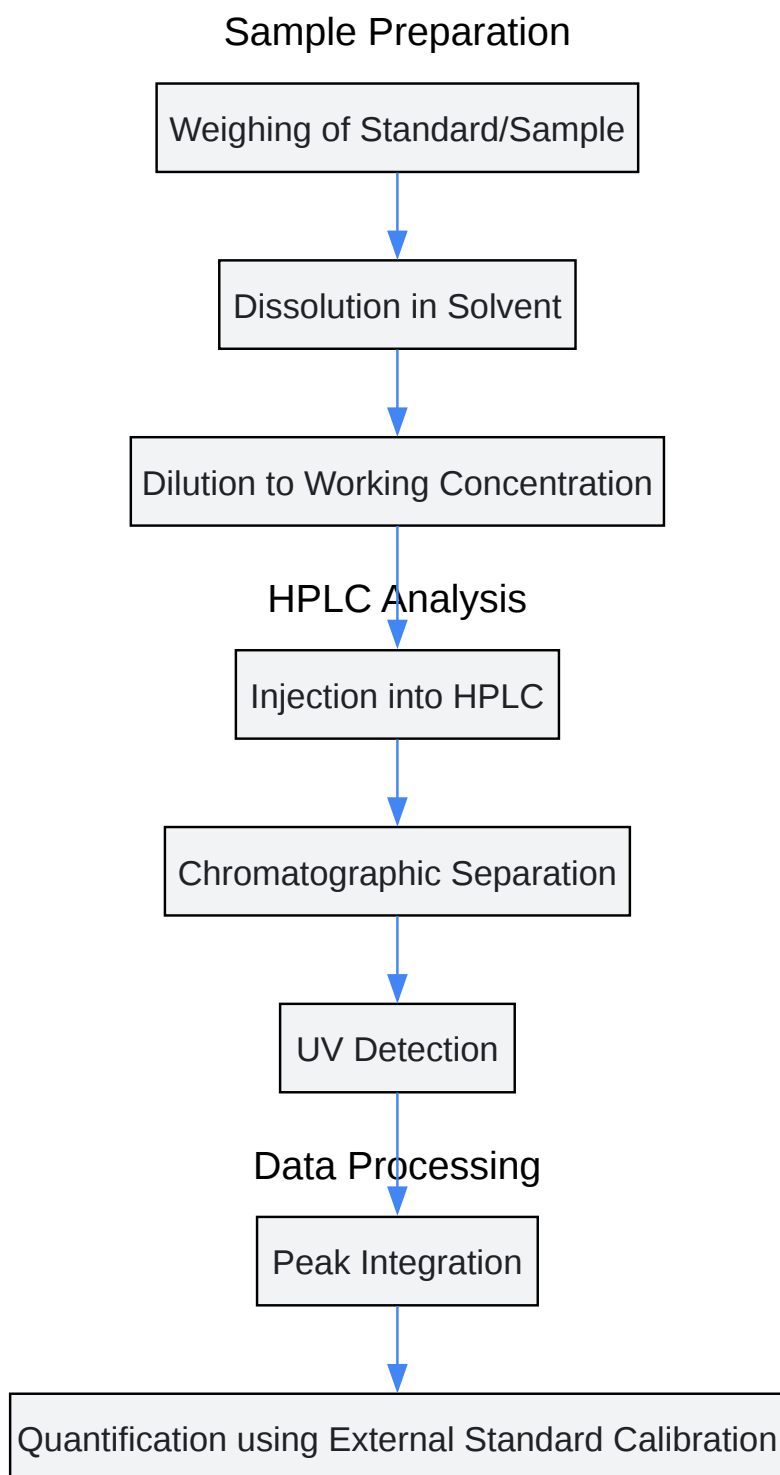 Sample Preparation
Weighing of Standard/Sample
Dissolution in Solvent
Dilution to Working Concentration
HPLC Analysis
Injection into HPLC
Chromatographic Separation
UV Detection
Data Processing
Peak Integration
Quantification using External Standard Calibration